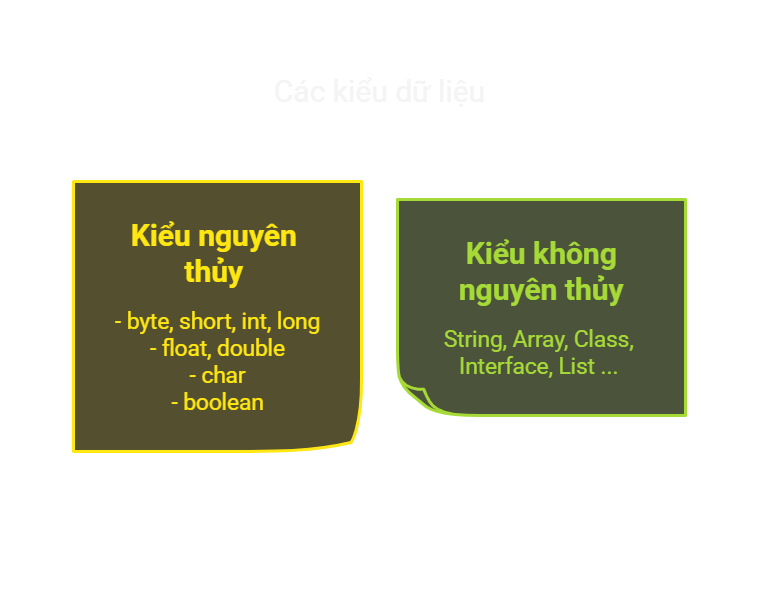 Các kiểu dữ liệu
Kiểu nguyên
thủy
- byte, short, int, long
- float, double
- char
- boolean
Kiểu không
nguyên thủy
String, Array, Class,
Interface, List ...